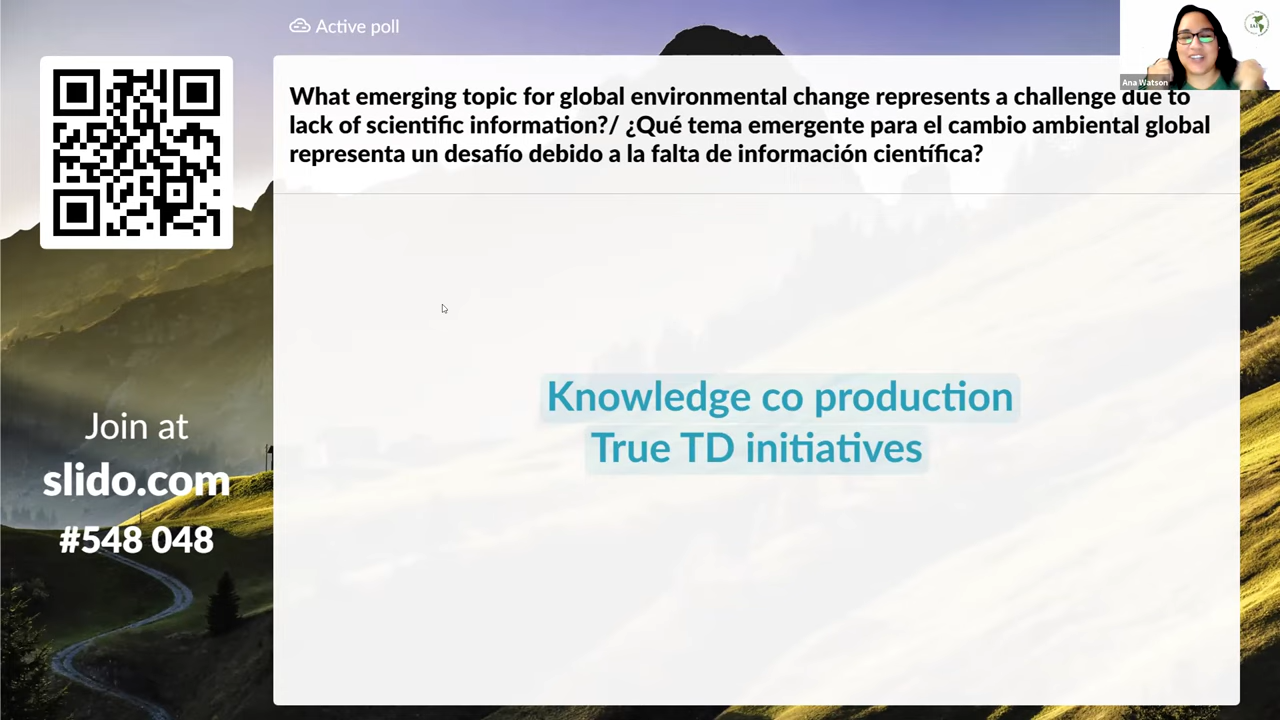 Active poll
What emerging topic for global environmental change represents a challenge due to
lack of scientific information?/ ¿Qué tema emergente para el cambio ambiental global
representa un desafío debido a la falta de información científica?
Knowledge co production
True TD initiatives
Join at
slido.com
#548 048
Ana Watson
IAI